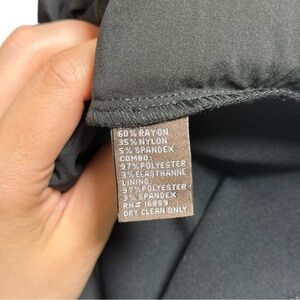 60% RAYON
35% NYLON
5% SPANDEX
COMBO:
97% POLYESTER
3% ELASTHANNE
LINING:
97% POLYESTER
3% SPANDEX
RN# 16859
DRY CLEAN ONLY